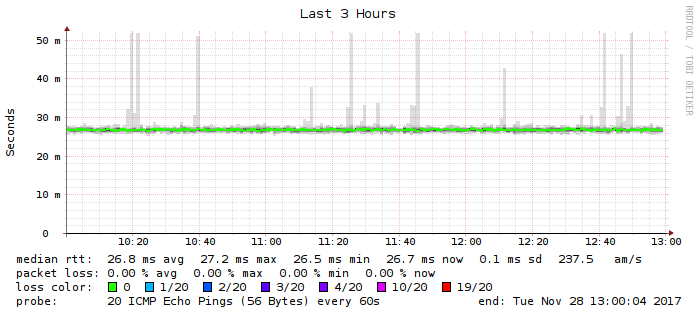 Last 3 Hours
RRDTOOL / TOBI OETIKER
Seconds
50 m
40 m
30 m
20 m
10 m
0
10:20 10:40 11:00 11:20 11:40 12:00 12:20 12:40 13:00
median rtt: 26.8 ms avg 27.2 ms max 26.5 ms min 26.7 ms now 0.1 ms sd 237.5 am/s
packet loss: 0.00 % avg 0.00 % max 0.00 % min 0.00 % now
loss color: 0 1/20 2/20 3/20 4/20 10/20 19/20
probe: 20 ICMP Echo Pings (56 Bytes) every 60s end: Tue Nov 28 13:00:04 2017